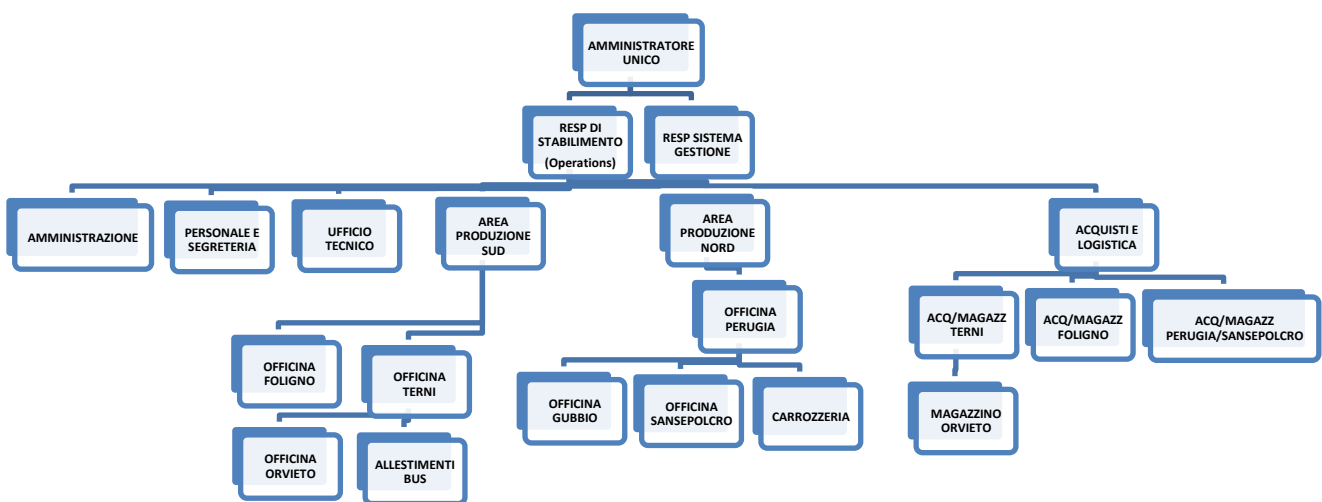 AMMINISTRATORE
UNICO
RESP DI
STABILIMENTO
(Operations)
RESP SISTEMA
GESTIONE
AMMINISTRAZIONE
PERSONALE E
SEGRETERIA
UFFICIO
TECNICO
AREA
PRODUZIONE
SUD
AREA
PRODUZIONE
NORD
ACQUISTI E
LOGISTICA
OFFICINA
FOLIGNO
OFFICINA
TERNI
OFFICINA
PERUGIA
ACQ/MAGAZZ
TERNI
ACQ/MAGAZZ
FOLIGNO
ACQ/MAGAZZ
PERUGIA/SANSEPOLCRO
OFFICINA
ORVIETO
ALLESTIMENTI
BUS
OFFICINA
GUBBIO
OFFICINA
SANSEPOLCRO
CARROZZERIA
MAGAZZINO
ORVIETO